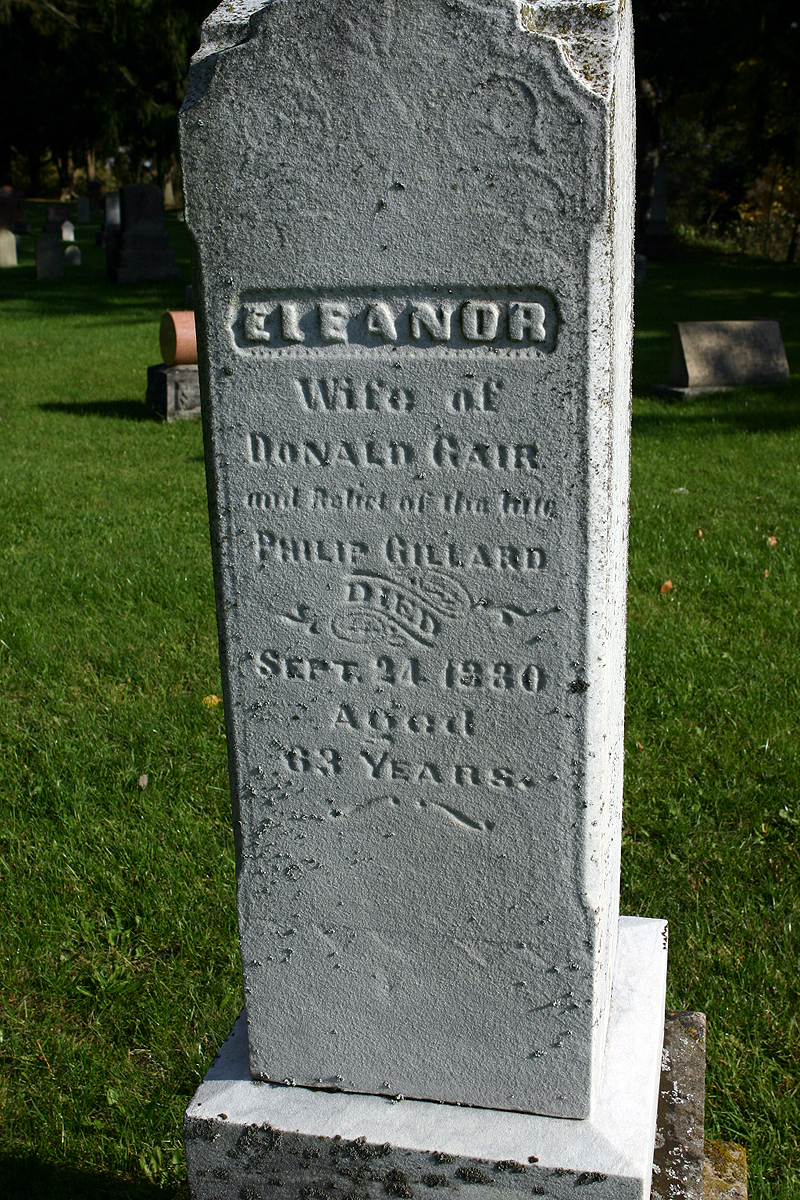 ELEANOR
Wife of
DONALD GAIR
and Relict of the late
PHILIP GILLARD
DIED
SEPT. 24 1880
Aged
63 YEARS.